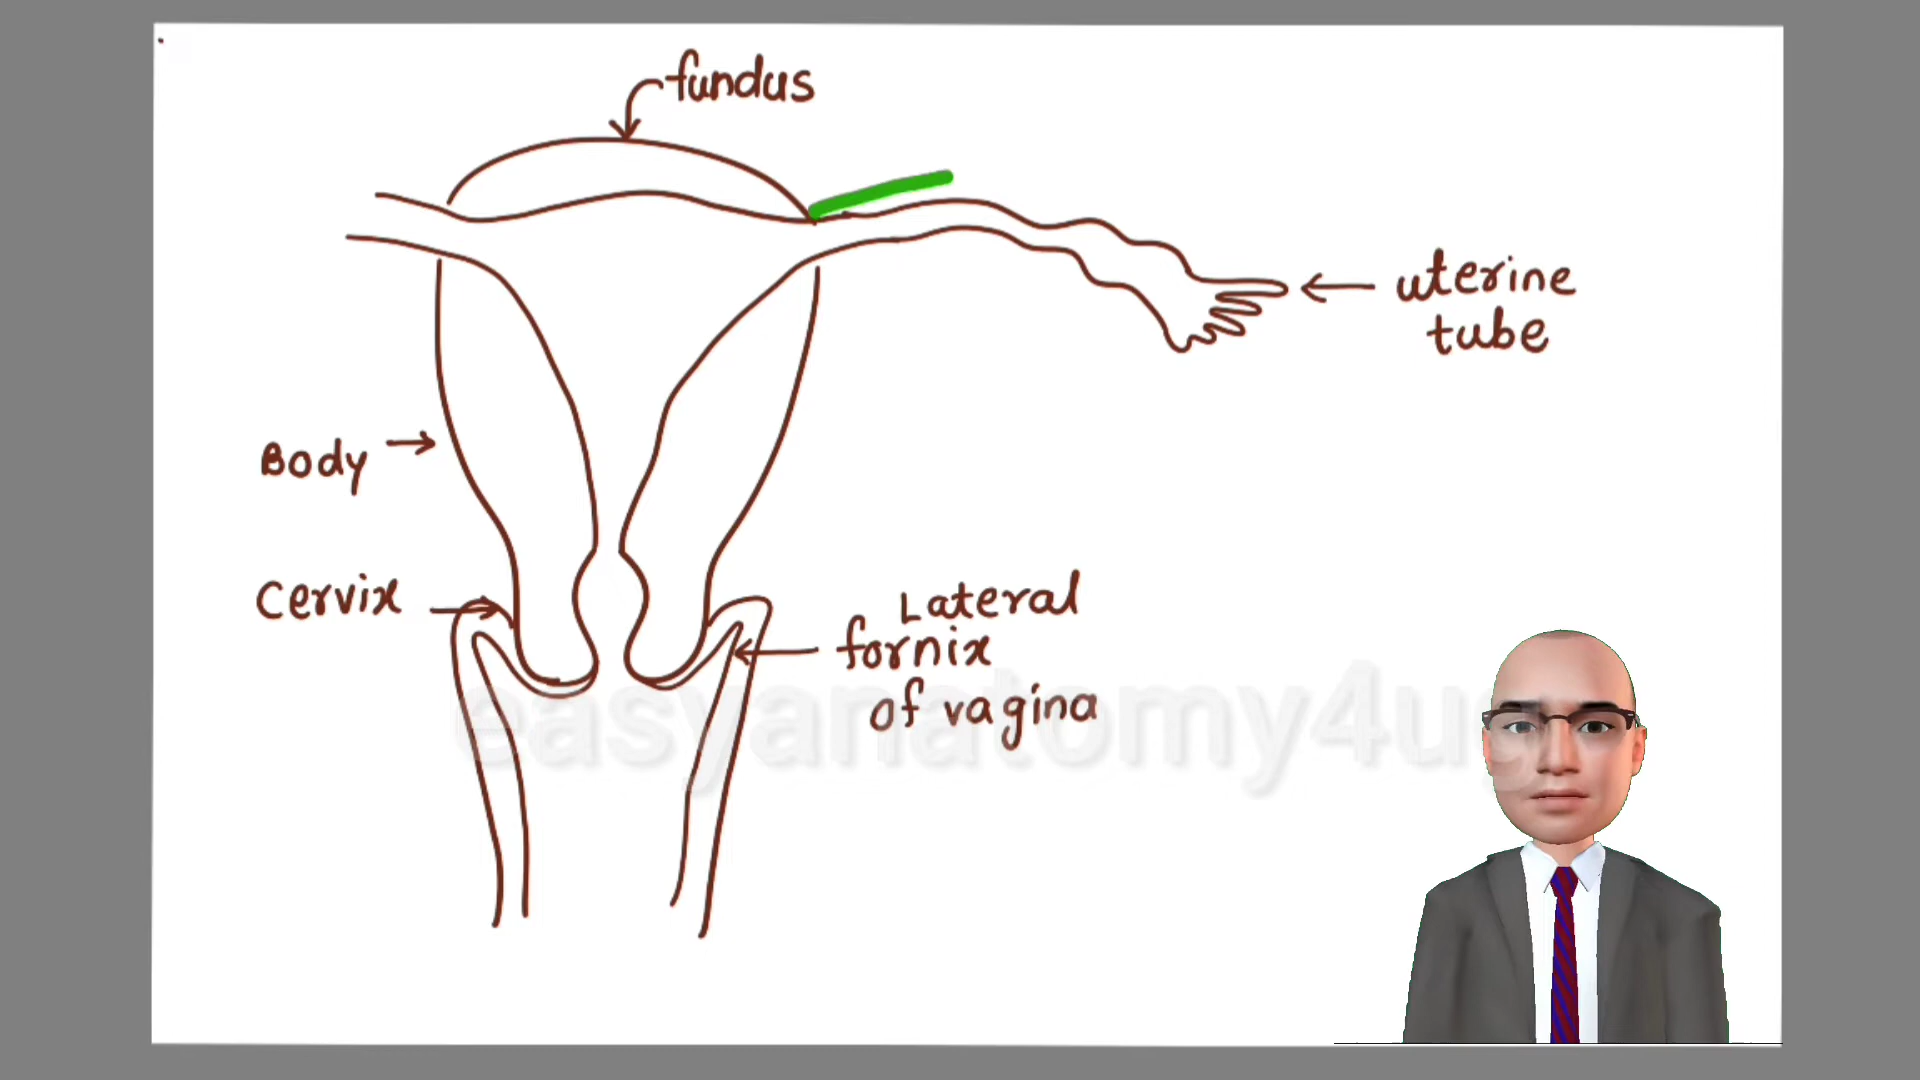 fundus
uterine
tube
Body
Cervix
Lateral
fornix
of vagina
easyanatomy4ug